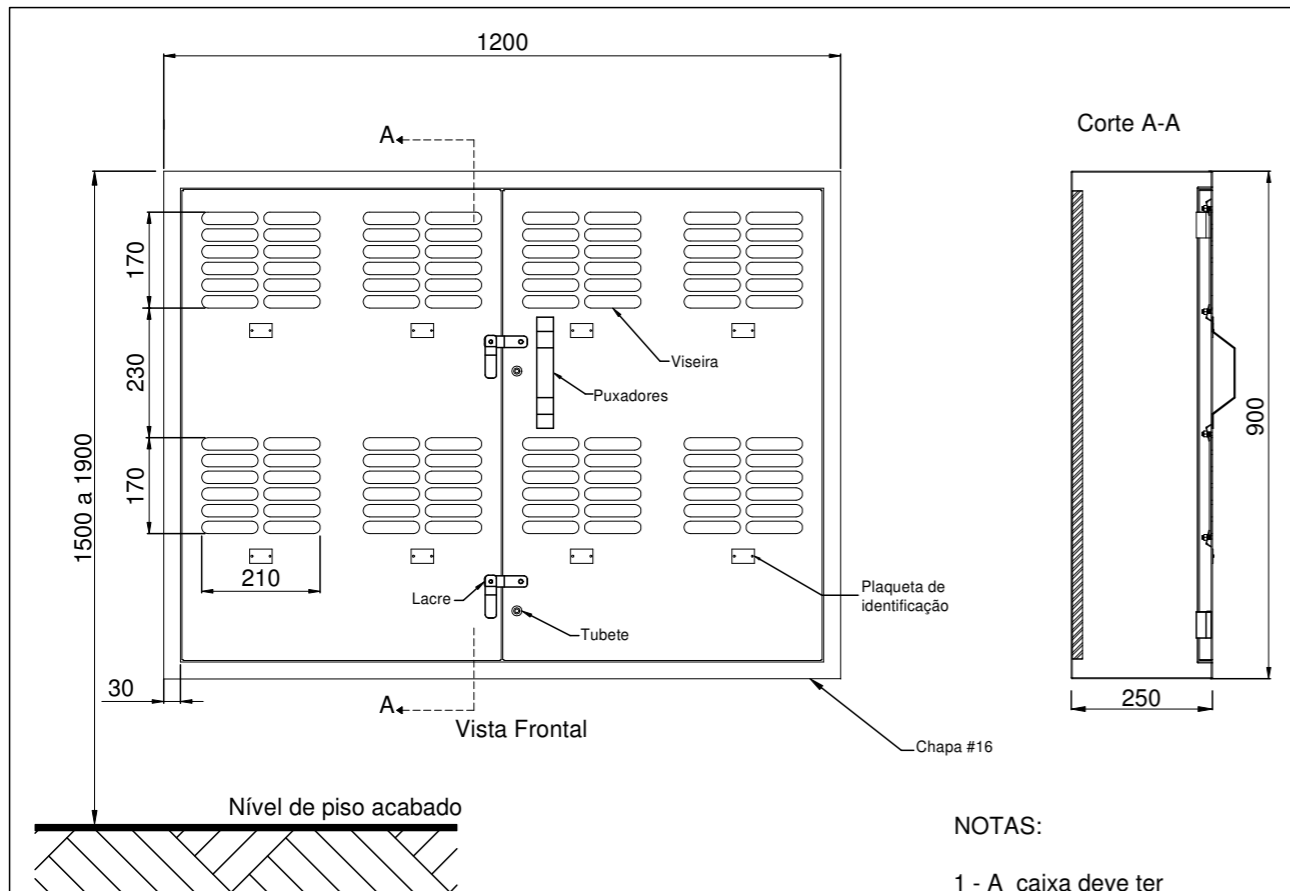 1200
A
Corte A-A
170
230
170
1500 a 1900
Viseira
Puxadores
900
210
Lacre
Tubete
Plaqueta de
identificação
30
A
Vista Frontal
250
Chapa #16
Nível de piso acabado
NOTAS:
1 - A caixa deve ter